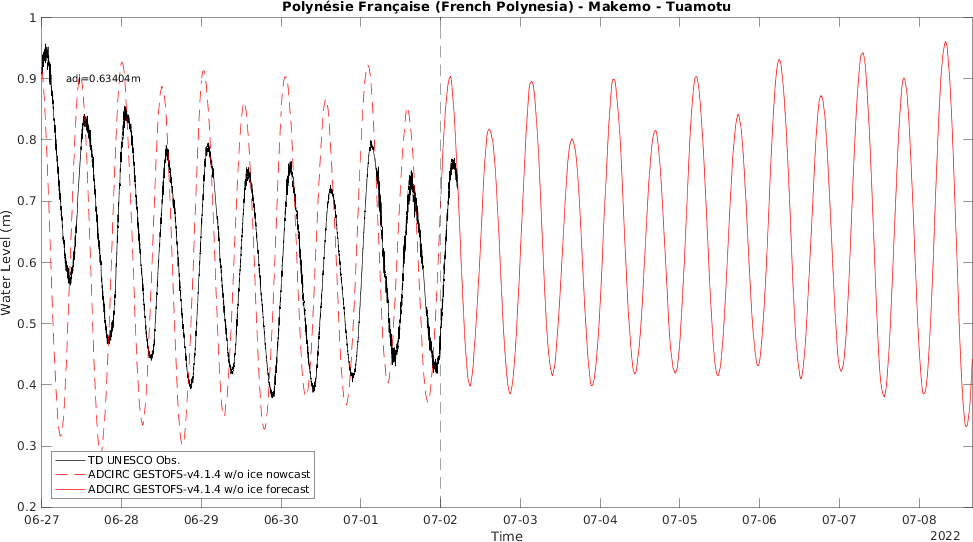 Polynésie Française (French Polynesia) - Makemo - Tuamotu
1
0.9
0.8
0.7
0.6
0.5
0.4
0.3
0.2
Water Level (m)
adj=0.63404m
TD UNESCO Obs.
ADCIRC GESTOFS-v4.1.4 w/o ice nowcast
ADCIRC GESTOFS-v4.1.4 w/o ice forecast
06-27 06-28 06-29 06-30 07-01 07-02 07-03 07-04 07-05 07-06 07-07 07-08
2022
Time